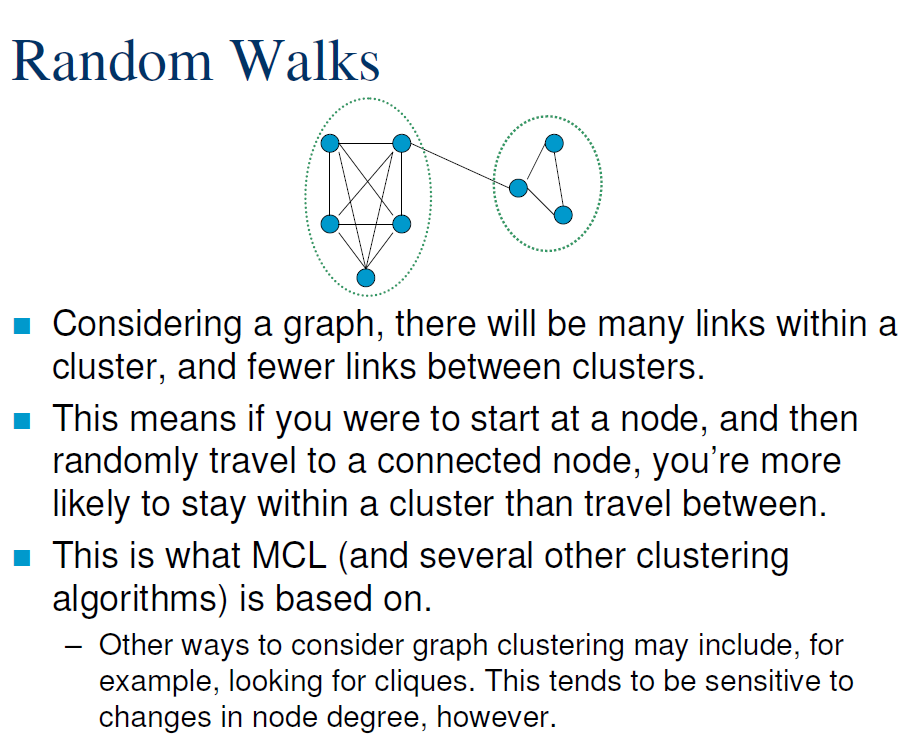 Random Walks
Considering a graph, there will be many links within a
cluster, and fewer links between clusters.
This means if you were to start at a node, and then
randomly travel to a connected node, you’re more
likely to stay within a cluster than travel between.
This is what MCL (and several other clustering
algorithms) is based on.
– Other ways to consider graph clustering may include, for
example, looking for cliques. This tends to be sensitive to
changes in node degree, however.